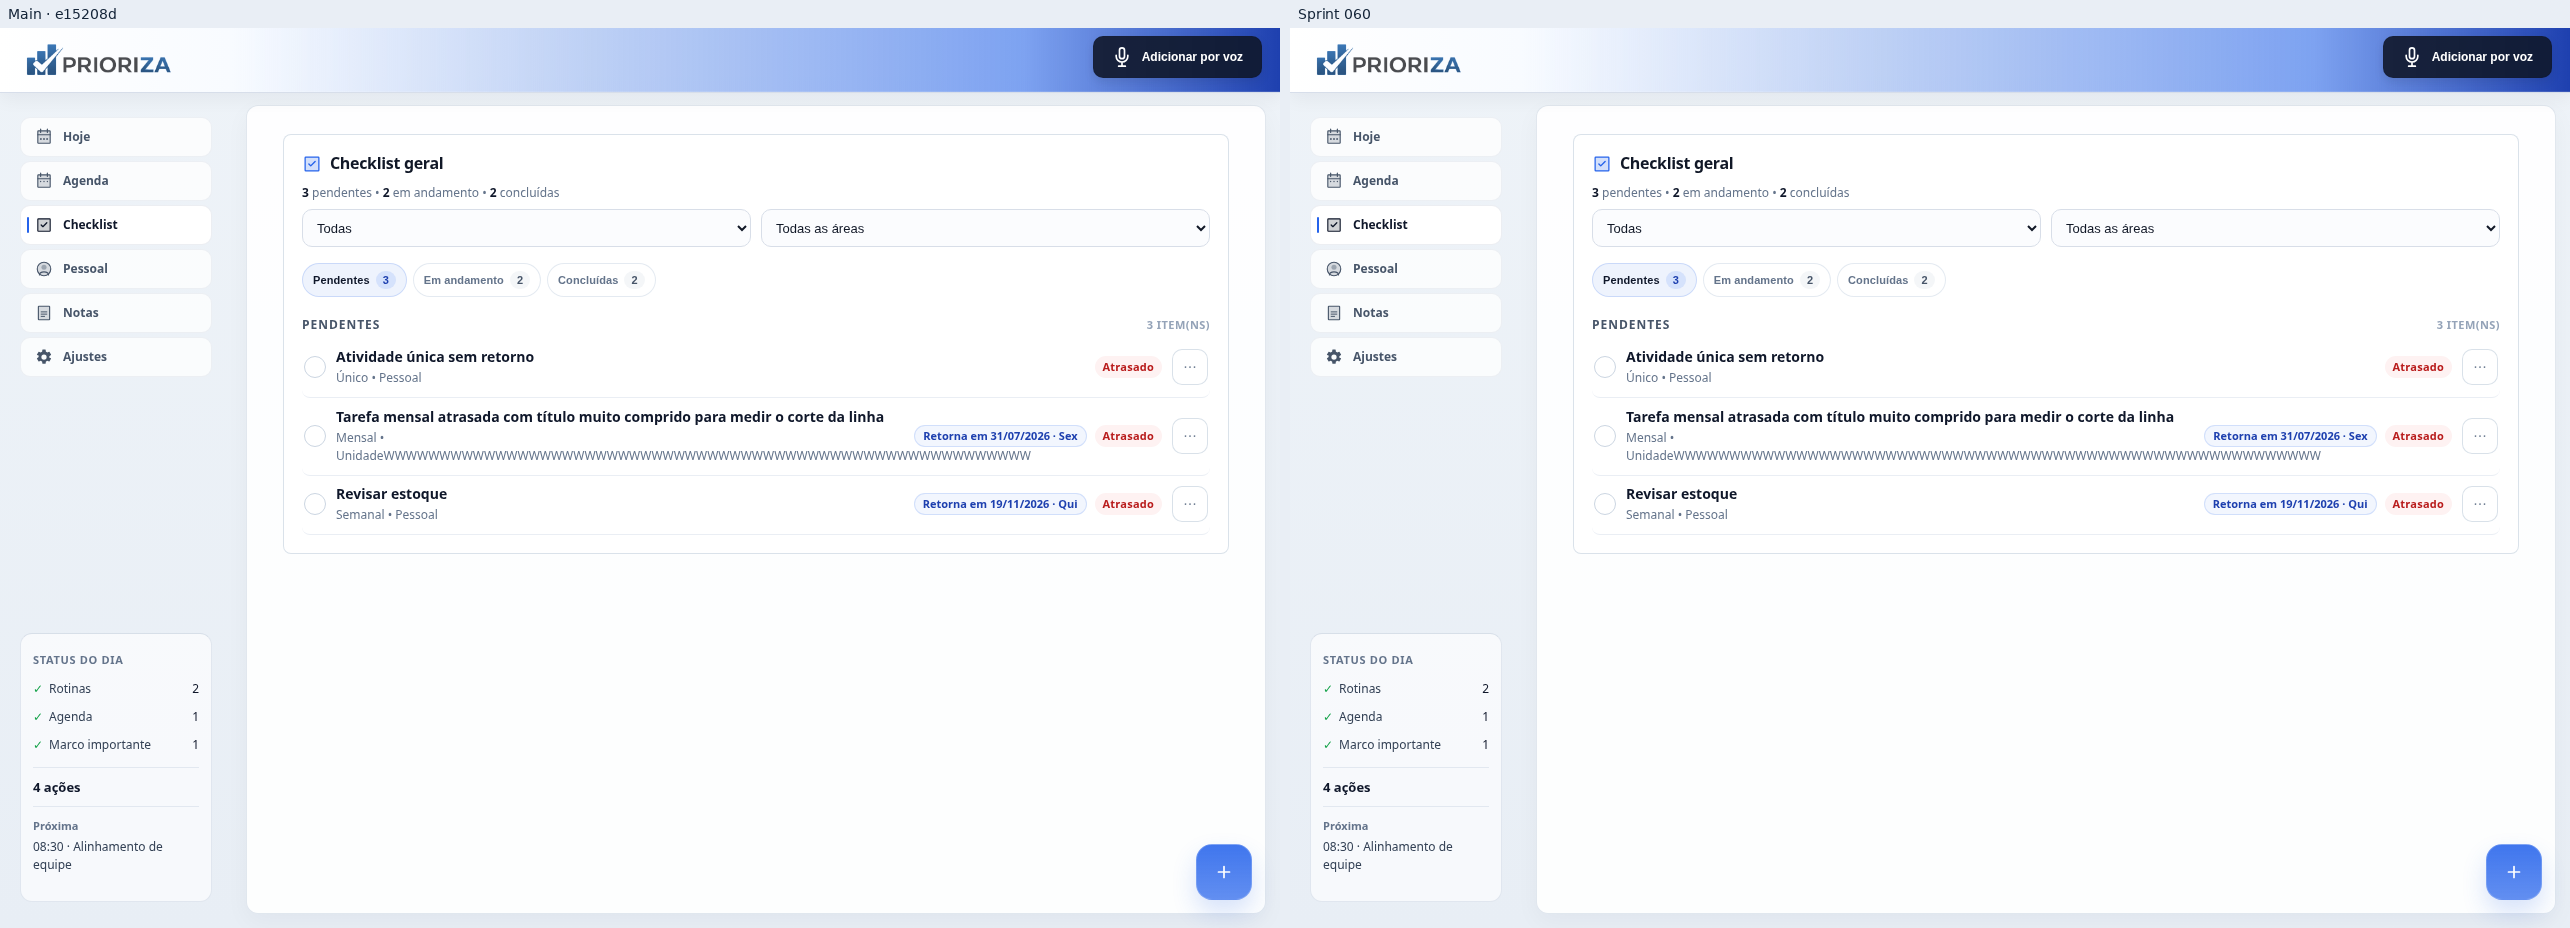 Main · e15208d
PRIORIZA
Adicionar por voz
Hoje
Agenda
Checklist
Pessoal
Notas
Ajustes
Checklist geral
3 pendentes • 2 em andamento • 2 concluídas
Todas
Todas as áreas
Pendentes 3
Em andamento 2
Concluídas 2
PENDENTES
3 ITEM(NS)
Atividade única sem retorno
Único • Pessoal
Atrasado
...
Tarefa mensal atrasada com título muito comprido para medir o corte da linha
Mensal •
Retorna em 31/07/2026 · Sex
Atrasado
...
Revisar estoque
Semanal • Pessoal
Retorna em 19/11/2026 · Qui
Atrasado
...
STATUS DO DIA
✓ Rotinas 2
✓ Agenda 1
✓ Marco importante 1
4 ações
Próxima
08:30 · Alinhamento de
equipe
+
Sprint 060
PRIORIZA
Adicionar por voz
Hoje
Agenda
Checklist
Pessoal
Notas
Ajustes
Checklist geral
3 pendentes • 2 em andamento • 2 concluídas
Todas
Todas as áreas
Pendentes 3
Em andamento 2
Concluídas 2
PENDENTES
3 ITEM(NS)
Atividade única sem retorno
Único • Pessoal
Atrasado
...
Tarefa mensal atrasada com título muito comprido para medir o corte da linha
Mensal •
Retorna em 31/07/2026 · Sex
Atrasado
...
Revisar estoque
Semanal • Pessoal
Retorna em 19/11/2026 · Qui
Atrasado
...
STATUS DO DIA
✓ Rotinas 2
✓ Agenda 1
✓ Marco importante 1
4 ações
Próxima
08:30 · Alinhamento de
equipe
+